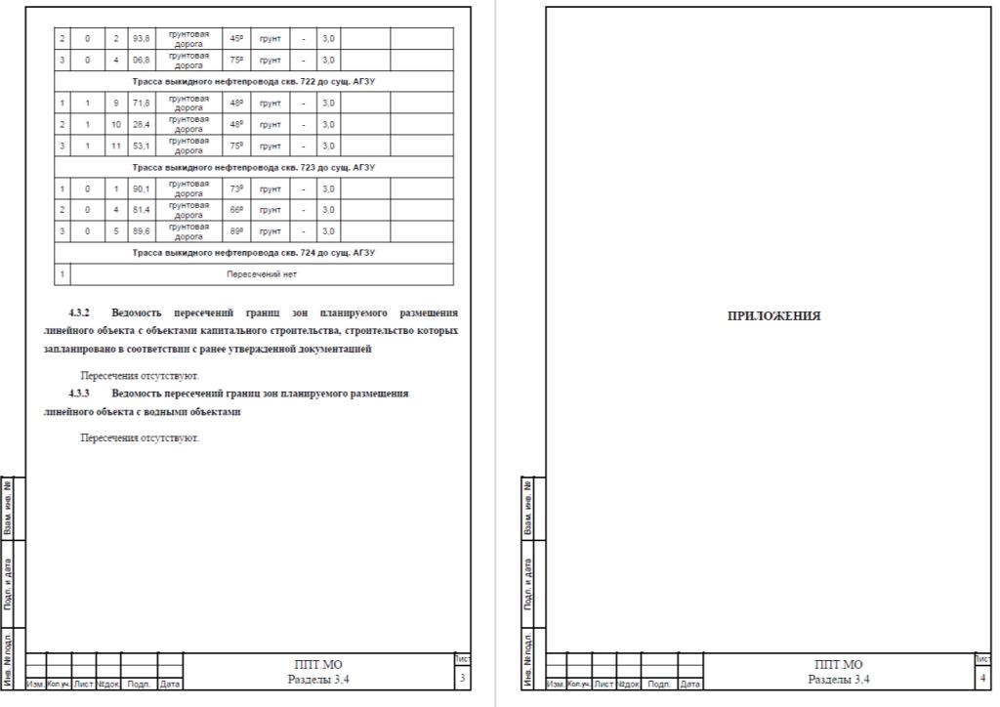 2 0 2 93,8 грунтовая дорога 45º грунт - 3,0
3 0 4 06,8 грунтовая дорога 75º грунт - 3,0
Трасса выкидного нефтепровода скв. 722 до сущ. АГЗУ
1 1 9 71,8 грунтовая дорога 48º грунт - 3,0
2 1 10 28,4 грунтовая дорога 48º грунт - 3,0
3 1 11 53,1 грунтовая дорога 75º грунт - 3,0
Трасса выкидного нефтепровода скв. 723 до сущ. АГЗУ
1 0 1 90,1 грунтовая дорога 73º грунт - 3,0
2 0 4 81,4 грунтовая дорога 66º грунт - 3,0
3 0 5 89,6 грунтовая дорога 89º грунт - 3,0
Трасса выкидного нефтепровода скв. 724 до сущ. АГЗУ
1 Пересечений нет
4.3.2 Ведомость пересечений границ зон планируемого размещения
линейного объекта с объектами капитального строительства, строительство которых
запланировано в соответствии с ранее утвержденной документацией
Пересечения отсутствуют.
4.3.3 Ведомость пересечений границ зон планируемого размещения
линейного объекта с водными объектами
Пересечения отсутствуют.
Взам. инв. №
Подп. и дата
Инв. № подл.
Изм. Кол.уч. Лист №док. Подп. Дата
ППТ.МО
Разделы 3,4
Лист
3
ПРИЛОЖЕНИЯ
Взам. инв. №
Подп. и дата
Инв. № подл.
Изм. Кол.уч. Лист №док. Подп. Дата
ППТ.МО
Разделы 3,4
Лист
4